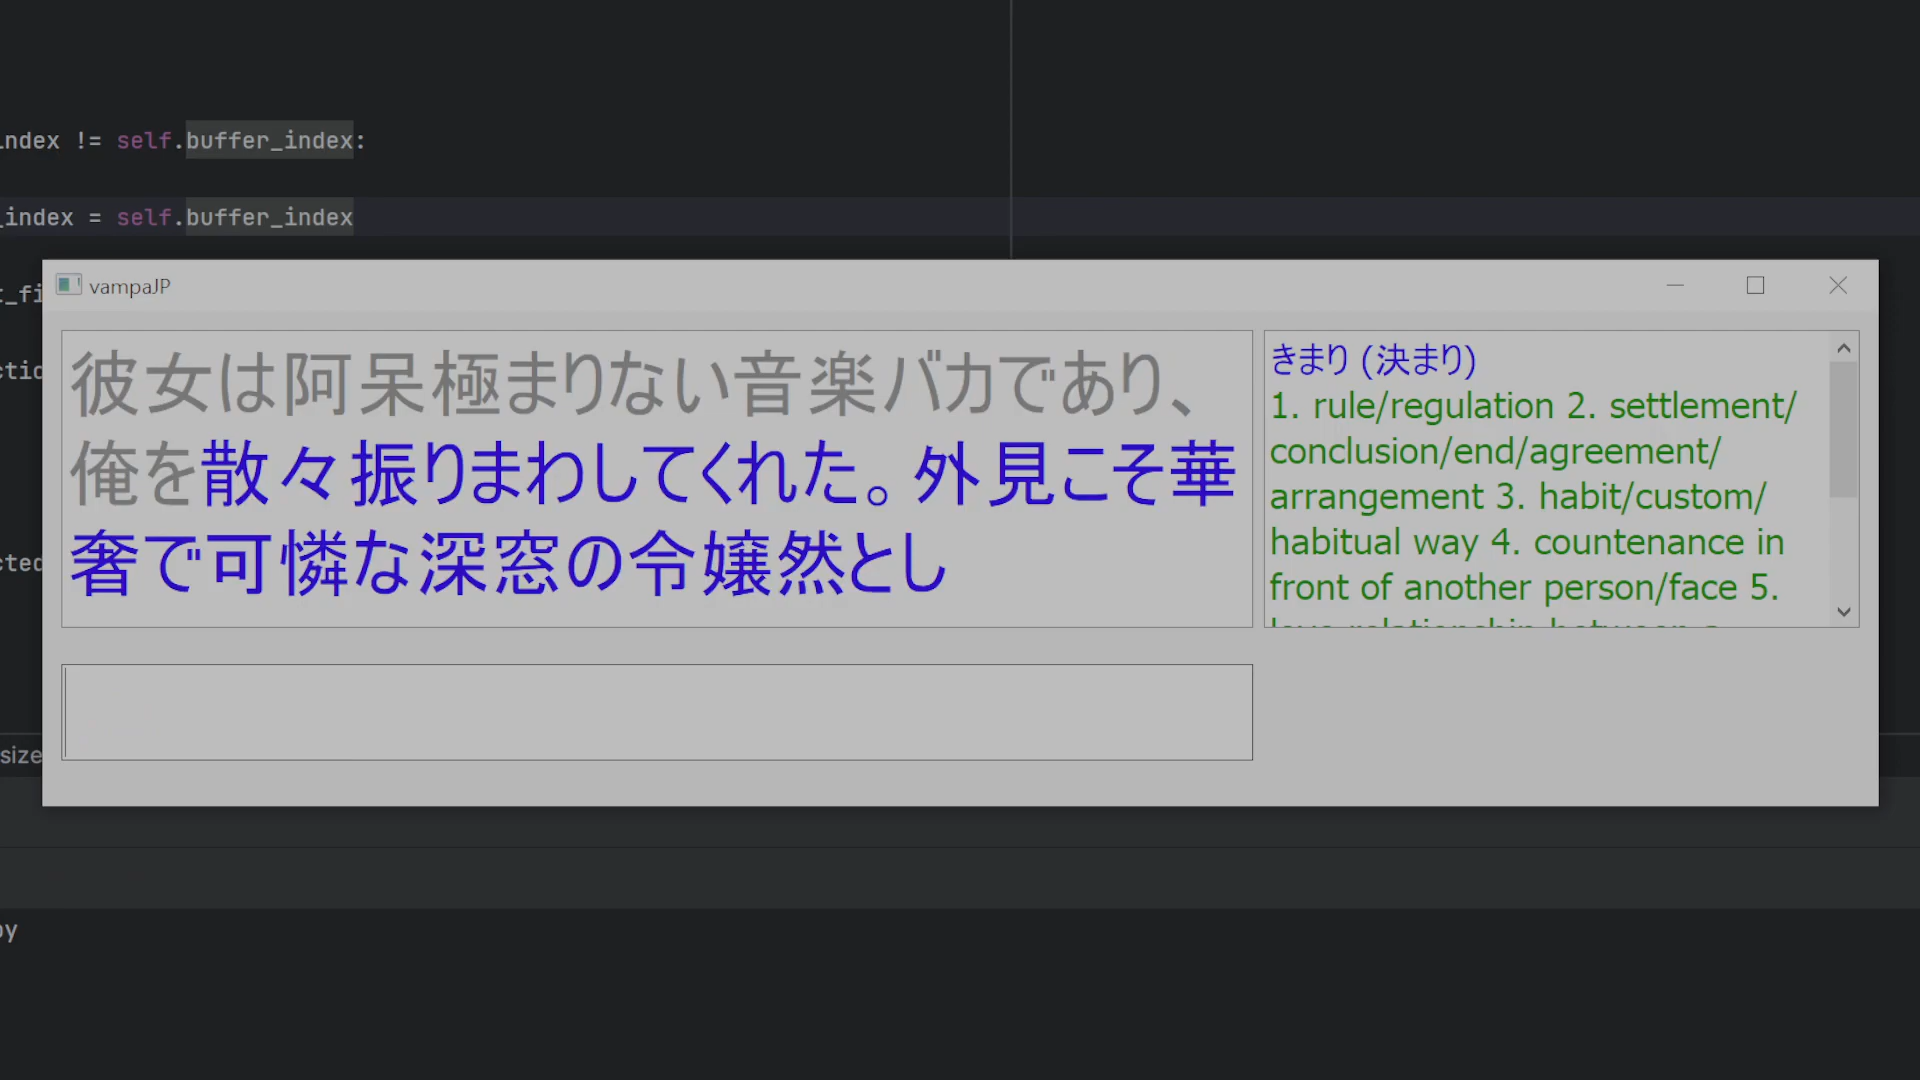 index != self.buffer_index:
_index = self.buffer_index
vampaJP
彼女は阿呆極まりない音楽バカであり、
俺を散々振りまわしてくれた。外見こそ華
奢で可憐な深窓の令嬢然とし
きまり (決まり)
1. rule/regulation 2. settlement/
conclusion/end/agreement/
arrangement 3. habit/custom/
habitual way 4. countenance in
front of another person/face 5.
size